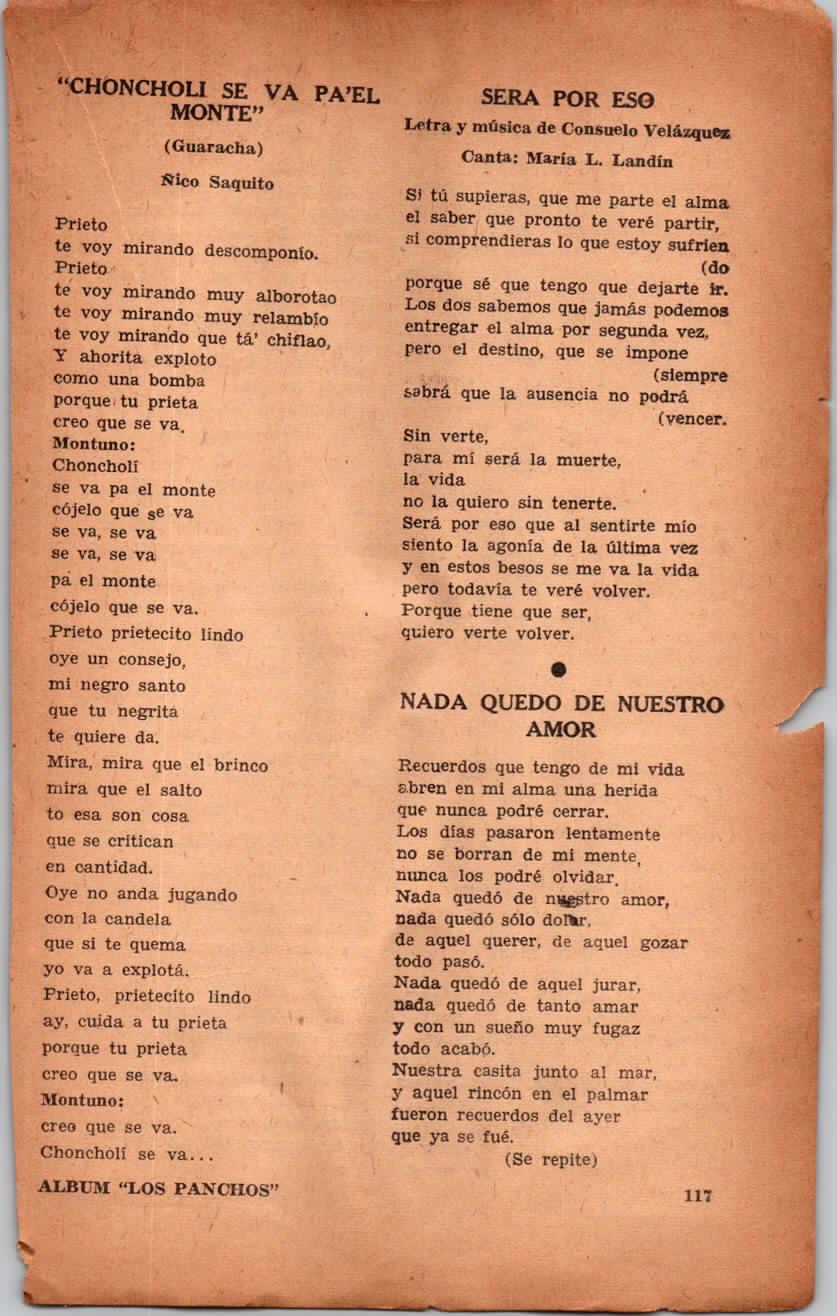 "CHONCHOLI SE VA PA'EL
MONTE"
(Guaracha)
Ñico Saquito
Prieto
te voy mirando descomponío.
Prieto
te voy mirando muy alborotao
te voy mirando muy relambío
te voy mirando que tá' chiflao,
Y ahorita exploto
como una bomba
porque tu prieta
creo que se va.
Montuno:
Choncholí
se va pa el monte
cójelo que se va
se va, se va
se va, se va
pa el monte
cójelo que se va.
Prieto prietecito lindo
oye un consejo,
mi negro santo
que tu negrita
te quiere da.
Mira, mira que el brinco
mira que el salto
to esa son cosa
que se critican
en cantidad.
Oye no anda jugando
con la candela
que si te quema
yo va a explotá.
Prieto, prietecito lindo
ay, cuida a tu prieta
porque tu prieta
creo que se va.
Montuno:
creo que se va.
Choncholí se va...
ALBUM "LOS PANCHOS"
SERA POR ESO
Letra y música de Consuelo Velázquez
Canta: María L. Landín
Si tú supieras, que me parte el alma
el saber que pronto te veré partir,
si comprendieras lo que estoy sufrien
(do
porque sé que tengo que dejarte ir.
Los dos sabemos que jamás podemos
entregar el alma por segunda vez,
pero el destino, que se impone
(siempre
sabrá que la ausencia no podrá
(vencer.
Sin verte,
para mí será la muerte,
la vida
no la quiero sin tenerte.
Será por eso que al sentirte mío
siento la agonía de la última vez
y en estos besos se me va la vida
pero todavía te veré volver.
Porque tiene que ser,
quiero verte volver.
NADA QUEDO DE NUESTRO
AMOR
Recuerdos que tengo de mi vida
abren en mi alma una herida
que nunca podré cerrar.
Los días pasaron lentamente
no se borran de mi mente,
nunca los podré olvidar.
Nada quedó de nuestro amor,
nada quedó sólo dolor,
de aquel querer, de aquel gozar
todo pasó.
Nada quedó de aquel jurar,
nada quedó de tanto amar
y con un sueño muy fugaz
todo acabó.
Nuestra casita junto al mar,
y aquel rincón en el palmar
fueron recuerdos del ayer
que ya se fué.
(Se repite)
117